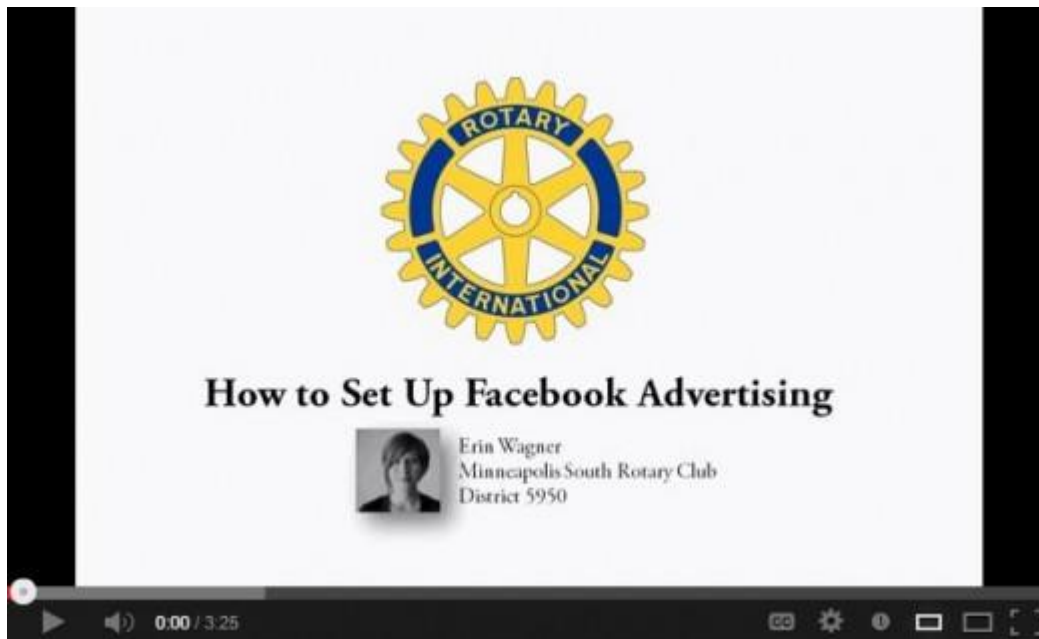 ROTARY
INTERNATIONAL
How to Set Up Facebook Advertising
Erin Wagner
Minneapolis South Rotary Club
District 5950
0:00 / 3:25
CC